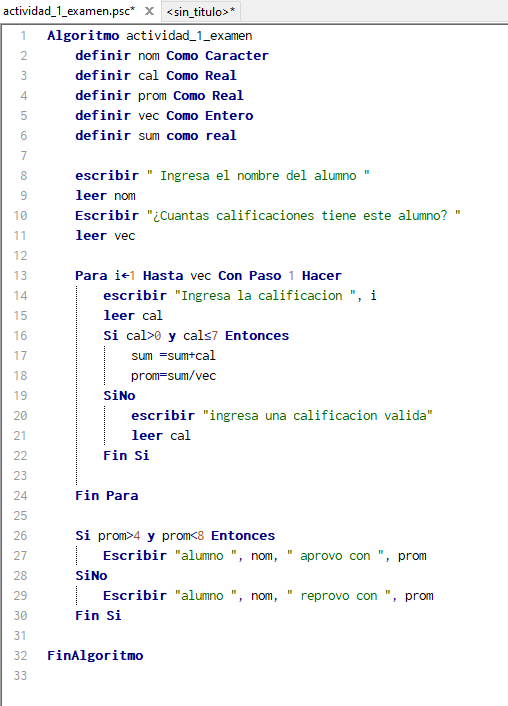 actividad_1_examen.psc* X <sin_titulo>*
1 Algoritmo actividad_1_examen
2 definir nom Como Caracter
3 definir cal Como Real
4 definir prom Como Real
5 definir vec Como Entero
6 definir sum como real
7
8 escribir " Ingresa el nombre del alumno "
9 leer nom
10 Escribir "¿Cuantas calificaciones tiene este alumno? "
11 leer vec
12
13 Para i←1 Hasta vec Con Paso 1 Hacer
14 escribir "Ingresa la calificacion ", i
15 leer cal
16 Si cal>0 y cal≤7 Entonces
17 sum =sum+cal
18 prom=sum/vec
19 SiNo
20 escribir "ingresa una calificacion valida"
21 leer cal
22 Fin Si
23
24 Fin Para
25
26 Si prom>4 y prom<8 Entonces
27 Escribir "alumno ", nom, " aprovo con ", prom
28 SiNo
29 Escribir "alumno ", nom, " reprovo con ", prom
30 Fin Si
31
32 FinAlgoritmo
33